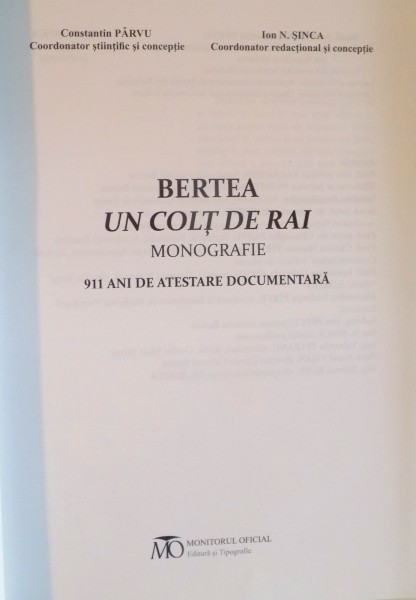 Constantin PÂRVU
Coordonator științific și concepție
Ion N. ȘINCA
Coordonator redacțional și concepție
BERTEA
UN COLȚ DE RAI
MONOGRAFIE
911 ANI DE ATESTARE DOCUMENTARĂ
MO
MONITORUL OFICIAL
Editură și Tipografie